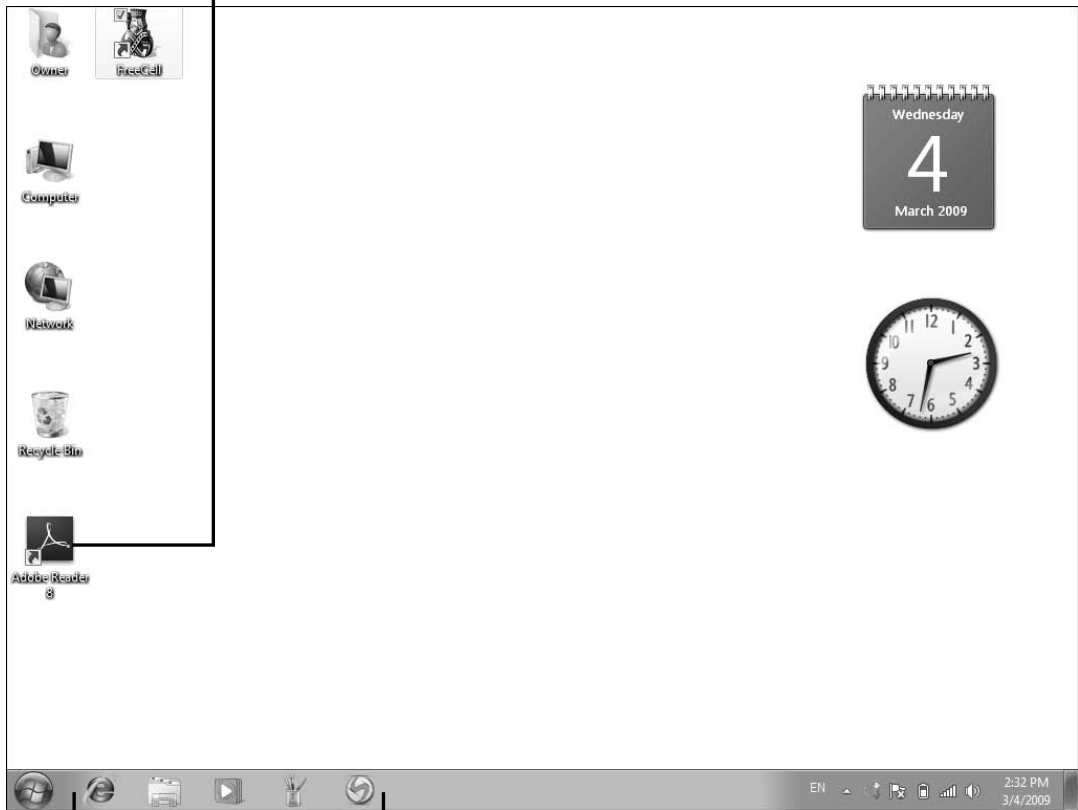 Owner
FreeCell
Computer
Network
Recycle Bin
Adobe Reader
8
Wednesday
4
March 2009
12
1
2
3
4
5
6
7
8
9
10
11
EN
2:32 PM
3/4/2009